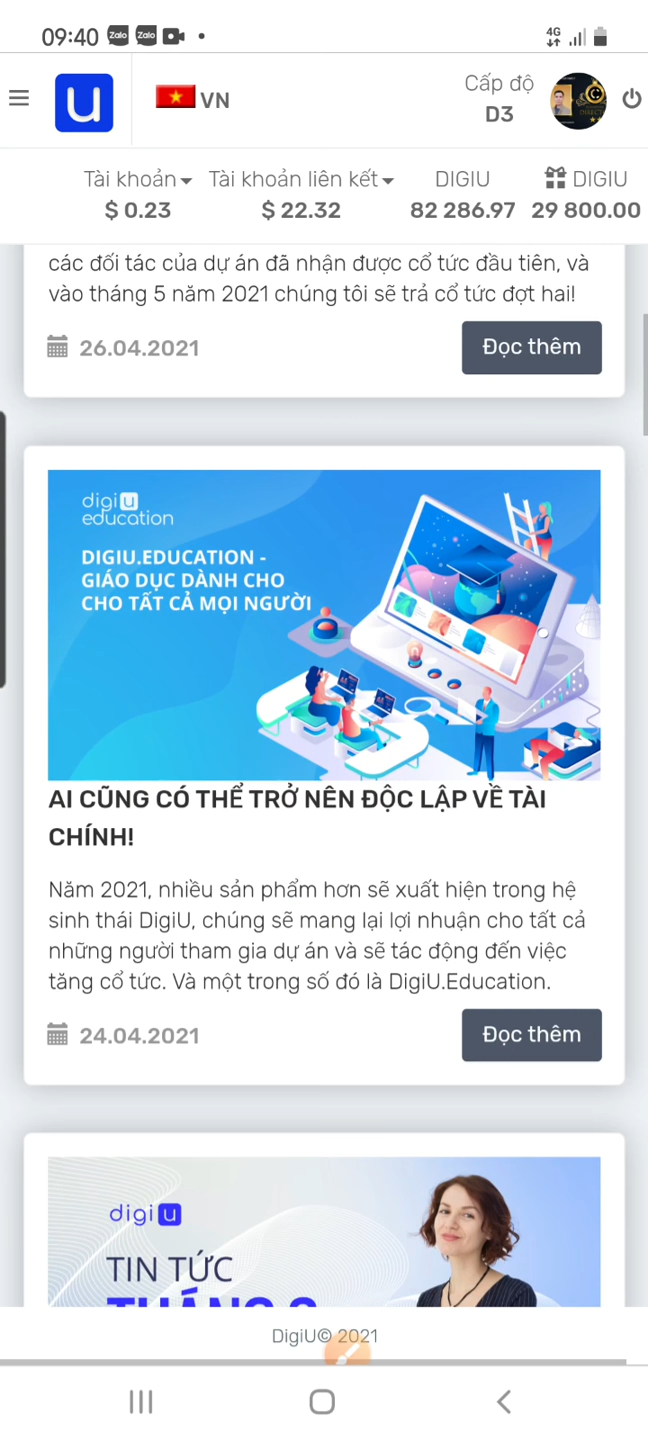 09:40 Zalo Zalo
4G
U
VN
Cấp độ
D3
Tài khoản
$ 0.23
Tài khoản liên kết
$ 22.32
DIGIU
82 286.97
DIGIU
29 800.00
các đối tác của dự án đã nhận được cổ tức đầu tiên, và
vào tháng 5 năm 2021 chúng tôi sẽ trả cổ tức đợt hai!
26.04.2021
Đọc thêm
digi u
education
DIGIU.EDUCATION -
GIÁO DỤC DÀNH CHO
CHO TẤT CẢ MỌI NGƯỜI
AI CŨNG CÓ THỂ TRỞ NÊN ĐỘC LẬP VỀ TÀI
CHÍNH!
Năm 2021, nhiều sản phẩm hơn sẽ xuất hiện trong hệ
sinh thái DigiU, chúng sẽ mang lại lợi nhuận cho tất cả
những người tham gia dự án và sẽ tác động đến việc
tăng cổ tức. Và một trong số đó là DigiU.Education.
24.04.2021
Đọc thêm
digi u
TIN TỨC
THÁNG
DigiU© 2021